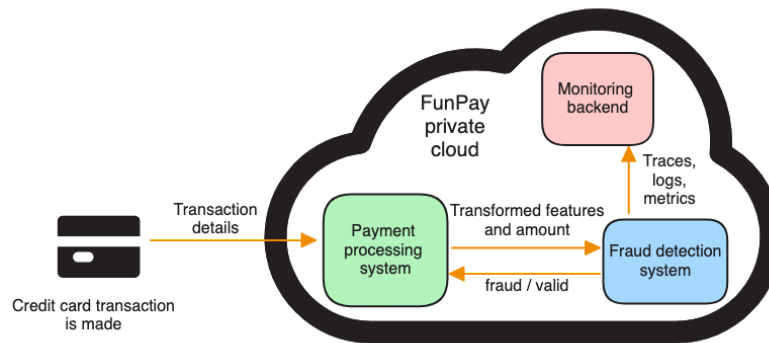 FunPay
private
cloud
Monitoring
backend
Traces,
logs,
metrics
Transaction
details
Payment
processing
system
Transformed features
and amount
Fraud detection
system
fraud / valid
Credit card transaction
is made